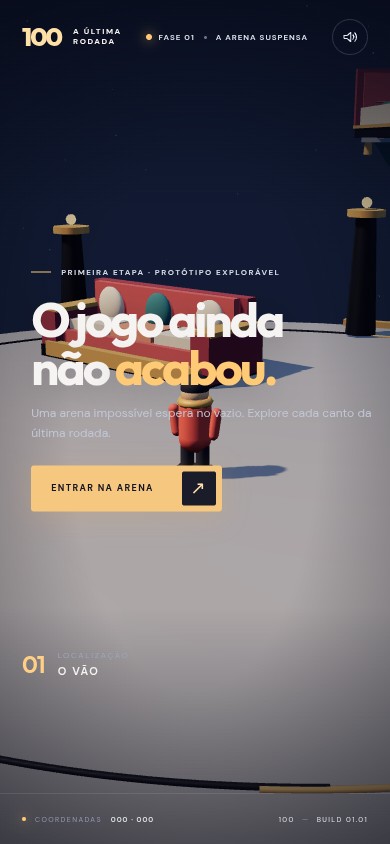 100 A ÚLTIMA
RODADA
FASE 01 • A ARENA SUSPENSA
PRIMEIRA ETAPA · PROTÓTIPO EXPLORÁVEL
O jogo ainda
não acabou.
Uma arena impossível espera no vazio. Explore cada canto da
última rodada.
ENTRAR NA ARENA ↗
01 LOCALIZAÇÃO
O VÃO
COORDENADAS 000 · 000
100 — BUILD 01.01